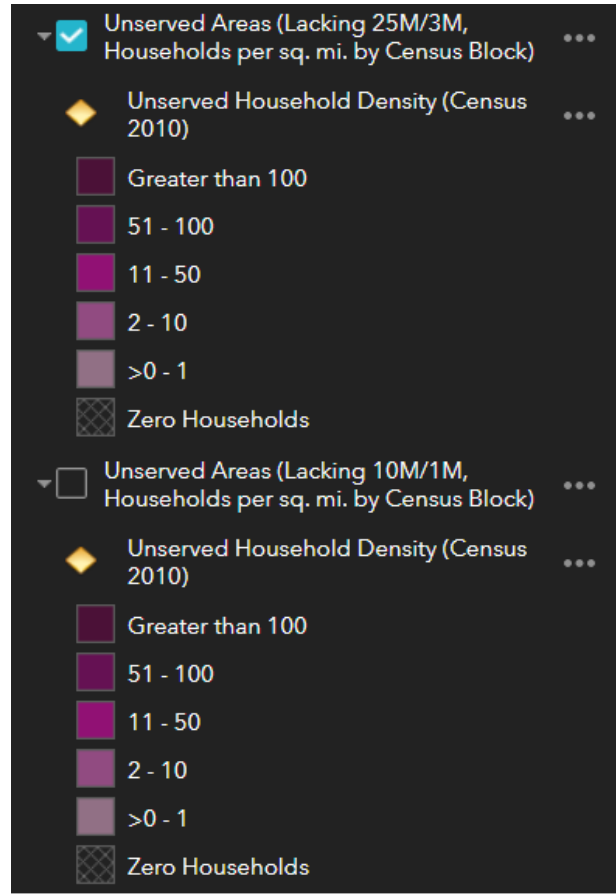 Unserved Areas (Lacking 25M/3M,
Households per sq. mi. by Census Block)
Unserved Household Density (Census
2010)
Greater than 100
51 - 100
11 - 50
2 - 10
>0 - 1
Zero Households
Unserved Areas (Lacking 10M/1M,
Households per sq. mi. by Census Block)
Unserved Household Density (Census
2010)
Greater than 100
51 - 100
11 - 50
2 - 10
>0 - 1
Zero Households